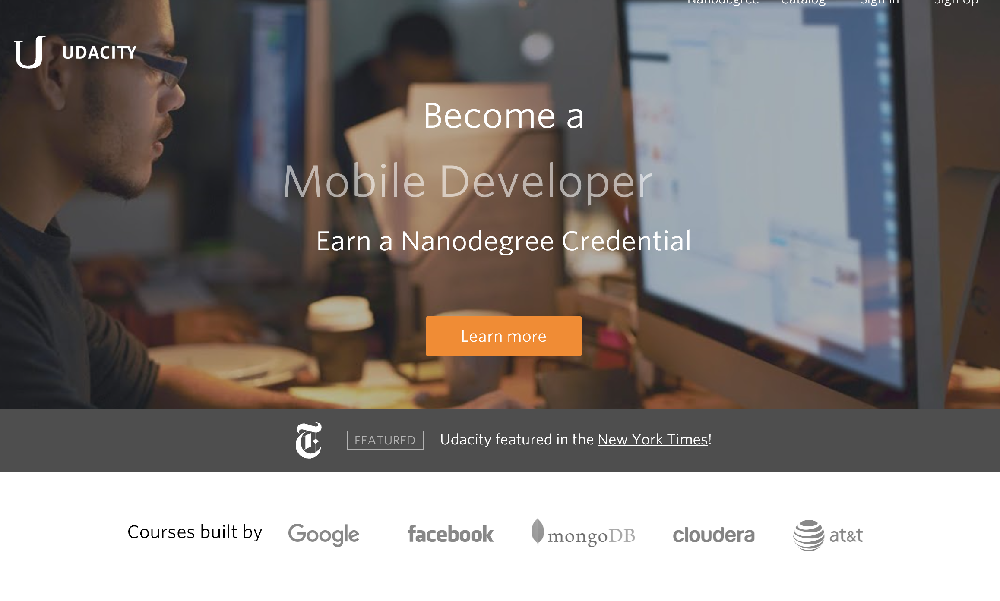 Nanodegree Catalog Sign In Sign Up
UDACITY
Become a
Mobile Developer
Earn a Nanodegree Credential
Learn more
FEATURED Udacity featured in the New York Times!
Courses built by Google facebook mongoDB cloudera at&t